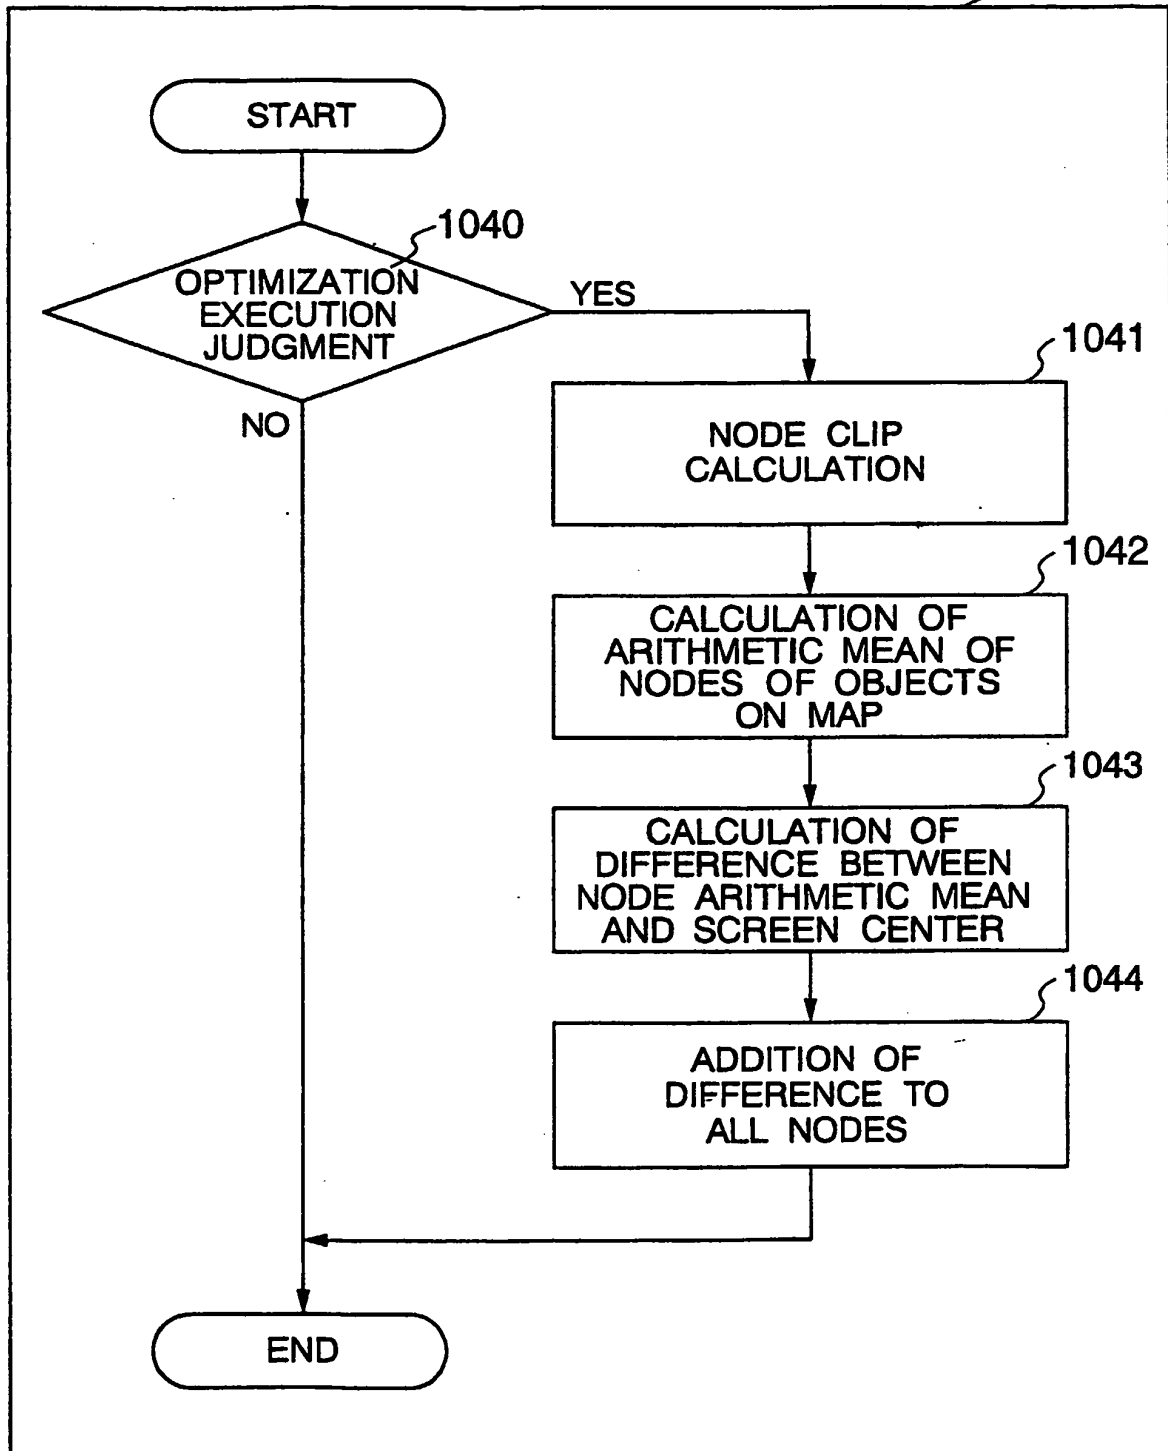 START
1040
OPTIMIZATION
EXECUTION
JUDGMENT
YES
NO
1041
NODE CLIP
CALCULATION
1042
CALCULATION OF
ARITHMETIC MEAN OF
NODES OF OBJECTS
ON MAP
1043
CALCULATION OF
DIFFERENCE BETWEEN
NODE ARITHMETIC MEAN
AND SCREEN CENTER
1044
ADDITION OF
DIFFERENCE TO
ALL NODES
END